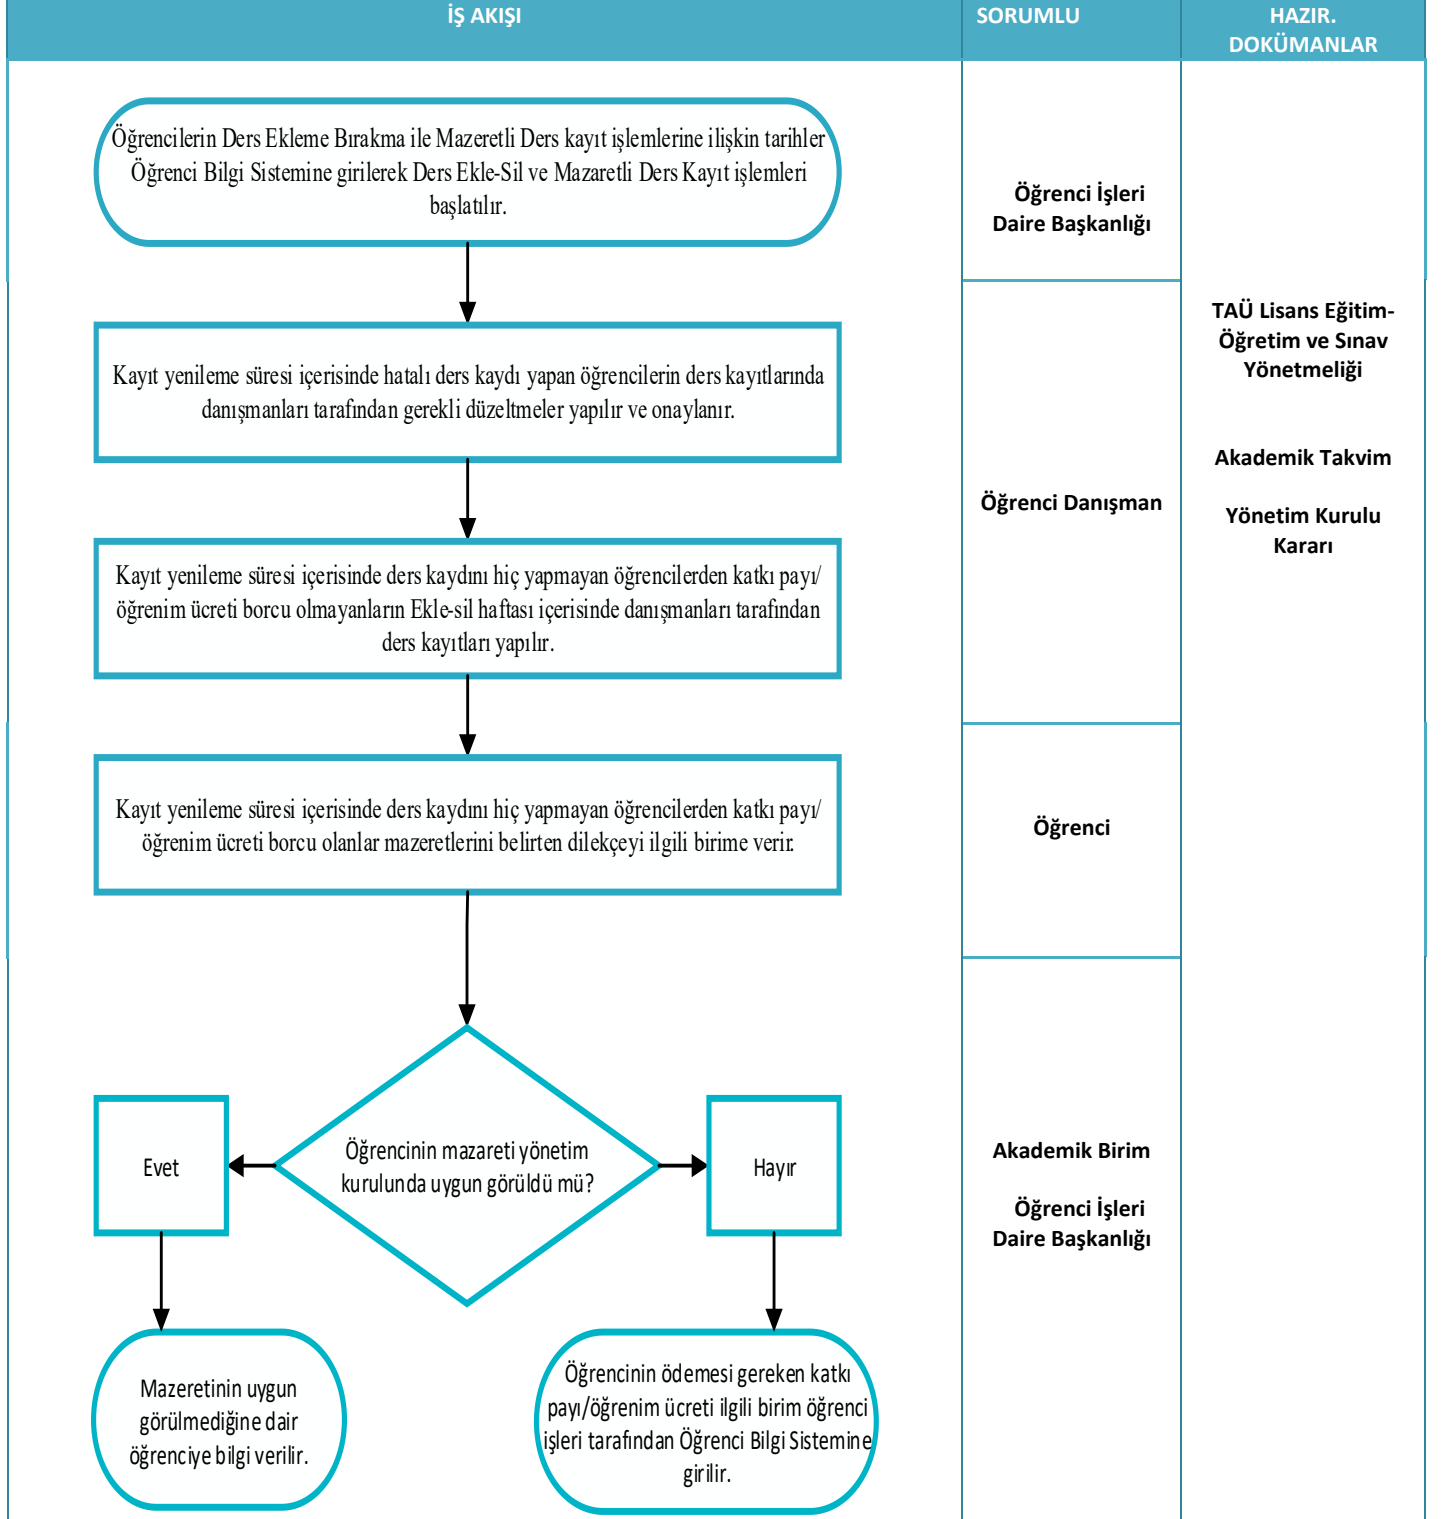 İŞ AKIŞI
SORUMLU
HAZIR.
DOKÜMANLAR
Öğrencilerin Ders Ekleme Bırakma ile Mazeretli Ders kayıt işlemlerine ilişkin tarihler
Öğrenci Bilgi Sistemine girilerek Ders Ekle-Sil ve Mazaretli Ders Kayıt işlemleri
başlatılır.
Öğrenci İşleri
Daire Başkanlığı
Kayıt yenileme süresi içerisinde hatalı ders kaydı yapan öğrencilerin ders kayıtlarında
danışmanları tarafından gerekli düzeltmeler yapılır ve onaylanır.
Kayıt yenileme süresi içerisinde ders kaydını hiç yapmayan öğrencilerden katkı payı/
öğrenim ücreti borcu olmayanların Ekle-sil haftası içerisinde danışmanları tarafından
ders kayıtları yapılır.
Öğrenci Danışman
TAÜ Lisans Eğitim-
Öğretim ve Sınav
Yönetmeliği
Akademik Takvim
Yönetim Kurulu
Kararı
Kayıt yenileme süresi içerisinde ders kaydını hiç yapmayan öğrencilerden katkı payı/
öğrenim ücreti borcu olanlar mazeretlerini belirten dilekçeyi ilgili birime verir.
Öğrenci
Öğrencinin mazareti yönetim
kurulunda uygun görüldü mü?
Evet
Hayır
Akademik Birim
Öğrenci İşleri
Daire Başkanlığı
Mazeretinin uygun
görülmediğine dair
öğrenciye bilgi verilir.
Öğrencinin ödemesi gereken katkı
payı/öğrenim ücreti ilgili birim öğrenci
işleri tarafından Öğrenci Bilgi Sistemine
girilir.